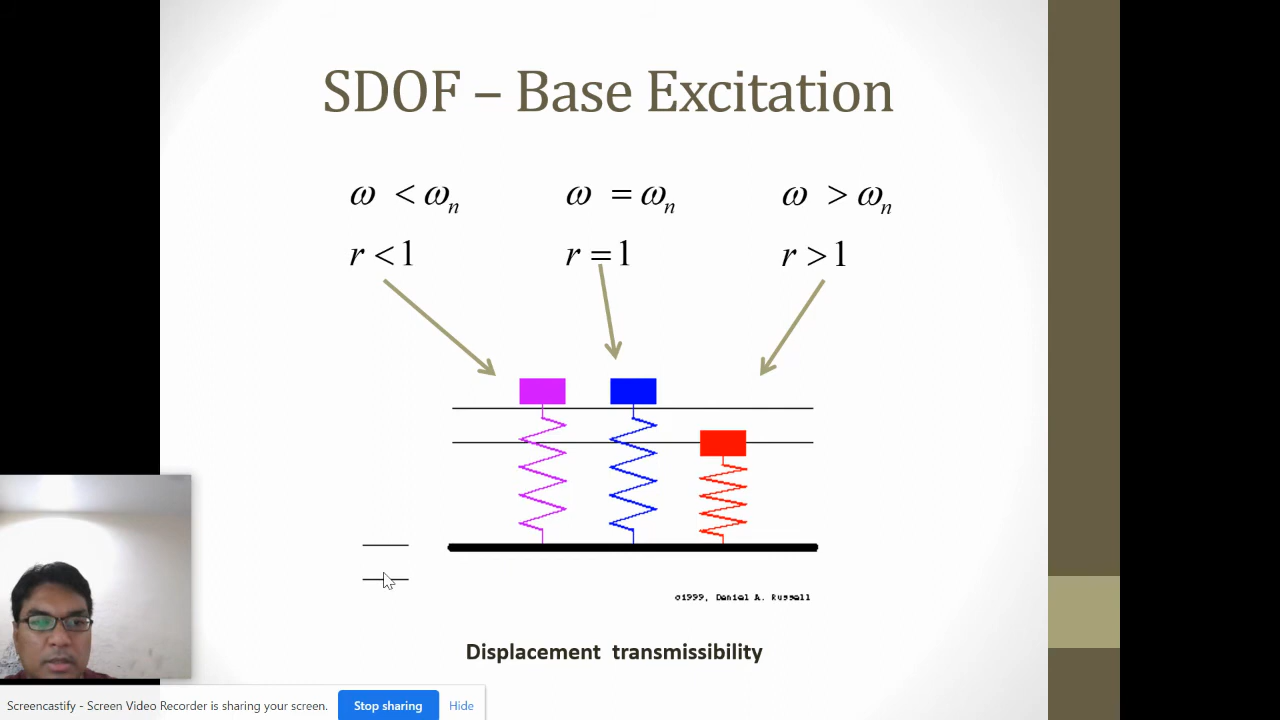 SDOF – Base Excitation
ω < ωn ω = ωn ω > ωn
r < 1 r = 1 r > 1
©1999, Daniel A. Russell
Displacement transmissibility
Screencastify - Screen Video Recorder is sharing your screen. Stop sharing Hide